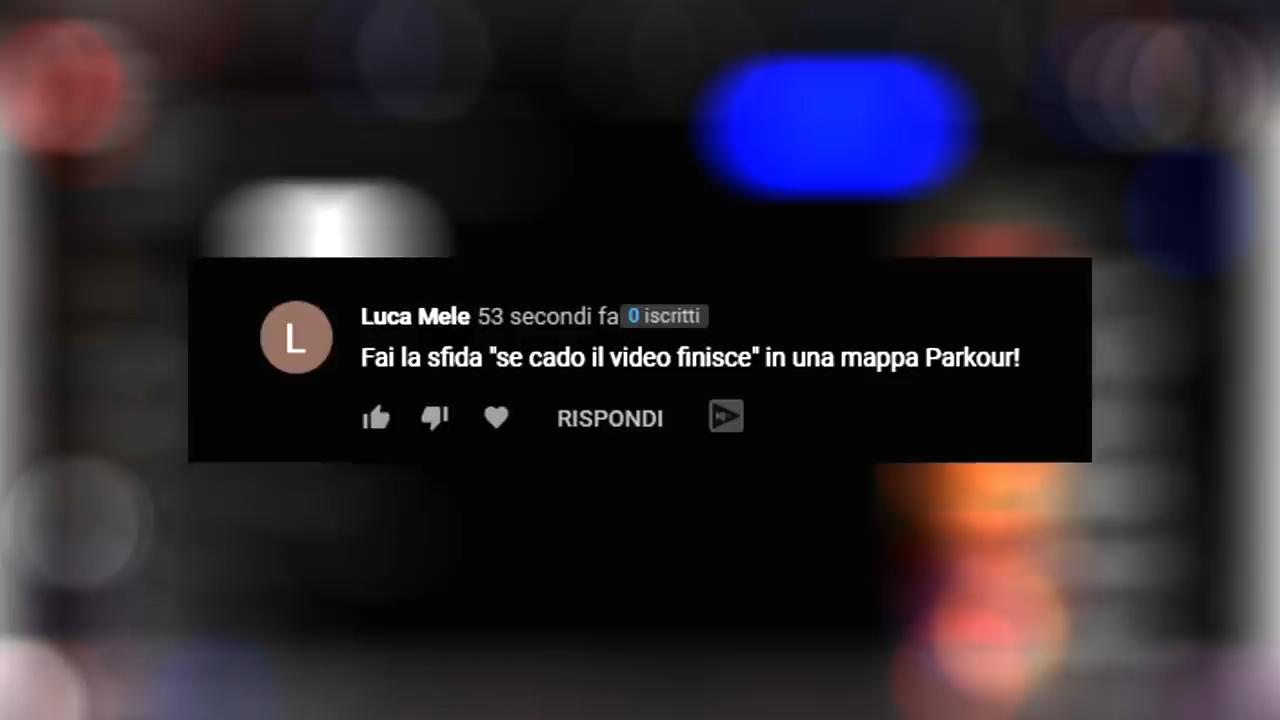 L
Luca Mele 53 secondi fa 0 iscritti
Fai la sfida "se cado il video finisce" in una mappa Parkour!
RISPONDI